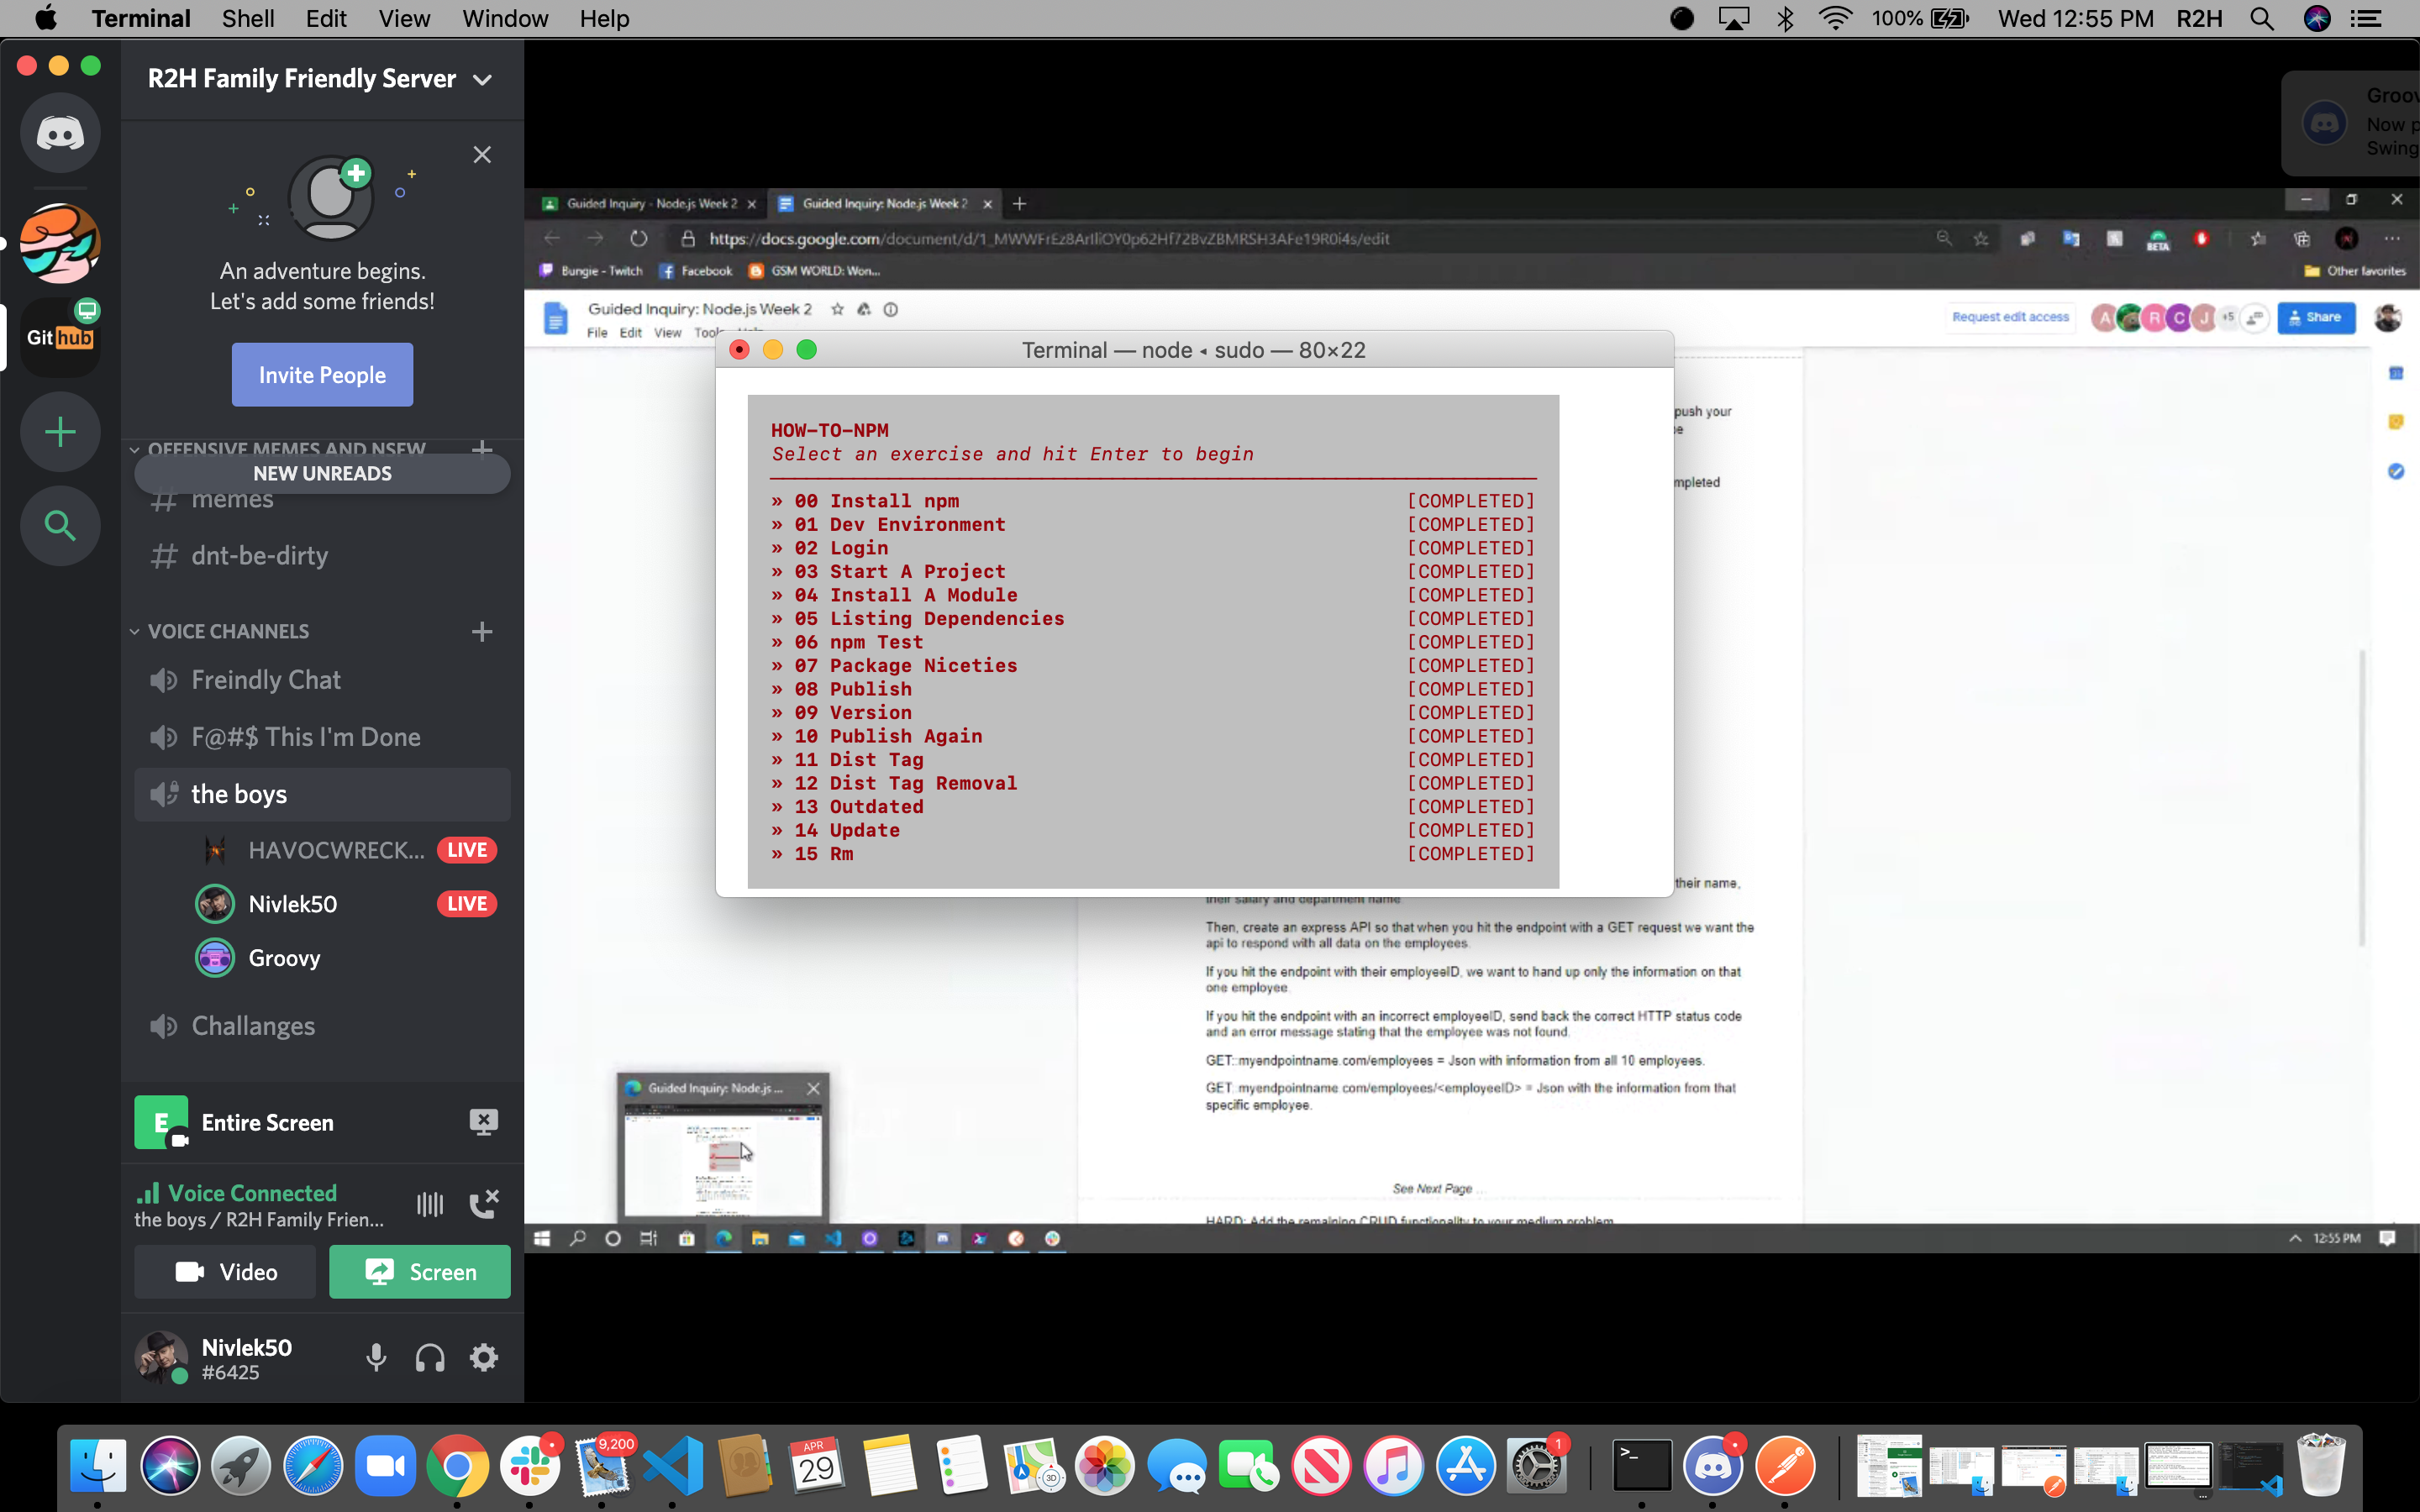 Terminal Shell Edit View Window Help
100% Wed 12:55 PM R2H
R2H Family Friendly Server
An adventure begins.
Let's add some friends!
Invite People
Git hub
OFFENSIVE MEMES AND NSFW
NEW UNREADS
# memes
# dnt-be-dirty
VOICE CHANNELS
Freindly Chat
F@#$ This I'm Done
the boys
HAVOCWRECK... LIVE
Nivlek50 LIVE
Groovy
Challanges
E Entire Screen
Voice Connected
the boys / R2H Family Frien...
Video Screen
Nivlek50
#6425
Groov
Now p
Swing
Guided Inquiry - Node.js Week 2
Guided Inquiry: Node.js Week 2
BETA
Bungie - Twitch Facebook GSM WORLD: Won...
Other favorites
Guided Inquiry: Node.js Week 2
File Edit View Tools Help
Request edit access A R C J +5 Share
Terminal — node ◂ sudo — 80×22
HOW-TO-NPM
Select an exercise and hit Enter to begin
» 00 Install npm [COMPLETED]
» 01 Dev Environment [COMPLETED]
» 02 Login [COMPLETED]
» 03 Start A Project [COMPLETED]
» 04 Install A Module [COMPLETED]
» 05 Listing Dependencies [COMPLETED]
» 06 npm Test [COMPLETED]
» 07 Package Niceties [COMPLETED]
» 08 Publish [COMPLETED]
» 09 Version [COMPLETED]
» 10 Publish Again [COMPLETED]
» 11 Dist Tag [COMPLETED]
» 12 Dist Tag Removal [COMPLETED]
» 13 Outdated [COMPLETED]
» 14 Update [COMPLETED]
» 15 Rm [COMPLETED]
push your
mpleted
their name,
their salary and department name.
Then, create an express API so that when you hit the endpoint with a GET request we want the
api to respond with all data on the employees.
If you hit the endpoint with their employeeID, we want to hand up only the information on that
one employee.
If you hit the endpoint with an incorrect employeeID, send back the correct HTTP status code
and an error message stating that the employee was not found.
GET: myendpointname.com/employees = Json with information from all 10 employees.
GET: myendpointname.com/employees/<employeeID> = Json with the information from that
specific employee.
See Next Page ...
HARD: Add the remaining CRUD functionality to your medium problem
Guided Inquiry: Node.js ...
12:55 PM
9,200
APR
29
3D
1